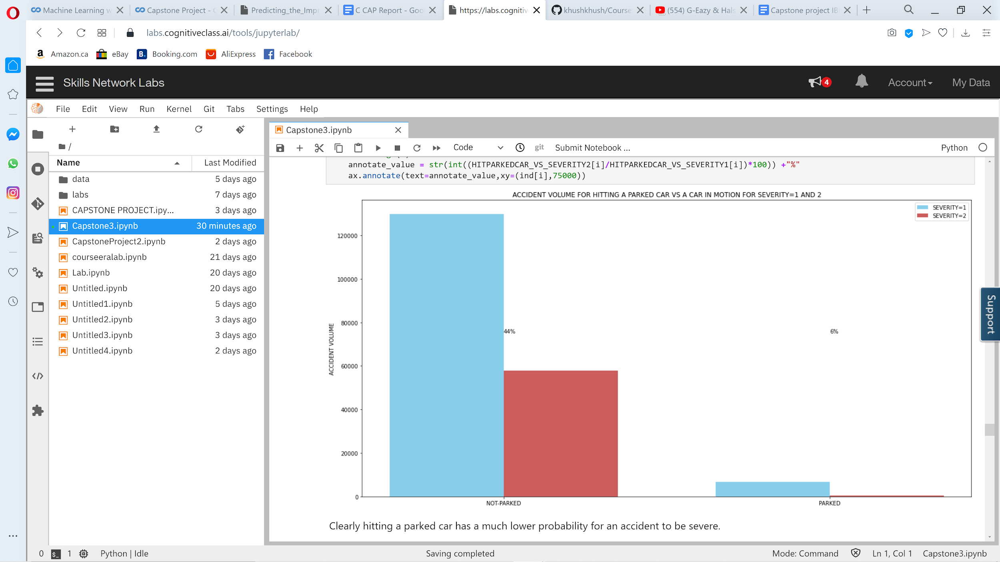 Machine Learning w
Capstone Project - C
Predicting_the_Impr
C CAP Report - Goo
https://labs.cognitiv
khushkhush/Course
(554) G-Eazy & Hals
Capstone project IB
labs.cognitiveclass.ai/tools/jupyterlab/
Amazon.ca
eBay
Booking.com
AliExpress
Facebook
Skills Network Labs
4
Account
My Data
File Edit View Run Kernel Git Tabs Settings Help
/
Name Last Modified
data 5 days ago
labs 7 days ago
CAPSTONE PROJECT.ipy... 3 days ago
Capstone3.ipynb 30 minutes ago
CapstoneProject2.ipynb 2 days ago
courseeralab.ipynb 21 days ago
Lab.ipynb 20 days ago
Untitled.ipynb 20 days ago
Untitled1.ipynb 5 days ago
Untitled2.ipynb 3 days ago
Untitled3.ipynb 3 days ago
Untitled4.ipynb 2 days ago
Capstone3.ipynb
Code git Submit Notebook ... Python
annotate_value = str(int((HITPARKEDCAR_VS_SEVERITY2[i]/HITPARKEDCAR_VS_SEVERITY1[i])*100)) +"%"
ax.annotate(text=annotate_value,xy=(ind[i],75000))
ACCIDENT VOLUME FOR HITTING A PARKED CAR VS A CAR IN MOTION FOR SEVERITY=1 AND 2
SEVERITY=1
SEVERITY=2
120000
100000
80000
60000
40000
20000
0
ACCIDENT VOLUME
44%
6%
NOT-PARKED
PARKED
Clearly hitting a parked car has a much lower probability for an accident to be severe.
Support
0 $_ 1 Python | Idle Saving completed Mode: Command Ln 1, Col 1 Capstone3.ipynb